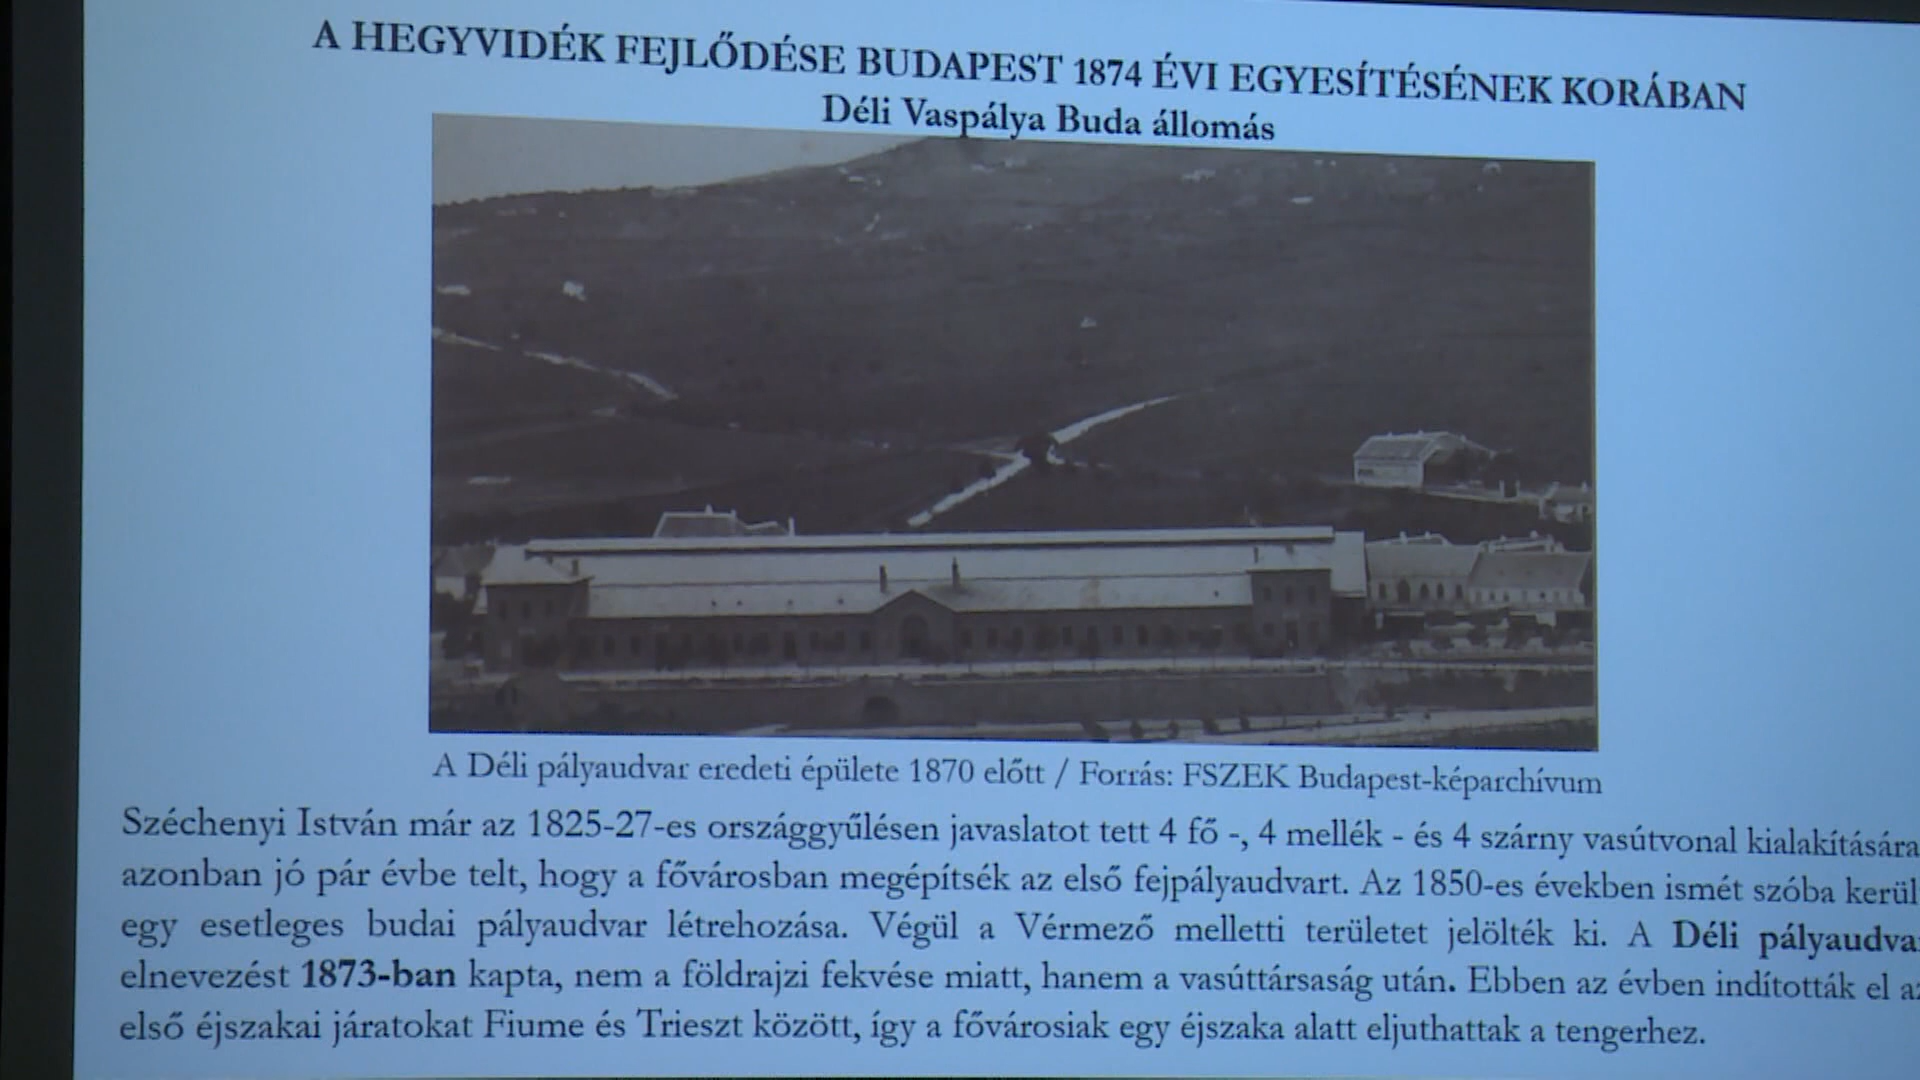 A HEGYVIDÉK FEJLŐDÉSE BUDAPEST 1874 ÉVI EGYESÍTÉSÉNEK KORÁBAN
Déli Vaspálya Buda állomás
A Déli pályaudvar eredeti épülete 1870 előtt / Forrás: FSZEK Budapest-képarchívum
Széchenyi István már az 1825-27-es országgyűlésen javaslatot tett 4 fő -, 4 mellék - és 4 szárny vasútvonal kialakítására
azonban jó pár évbe telt, hogy a fővárosban megépítsék az első fejpályaudvart. Az 1850-es években ismét szóba kerül
egy esetleges budai pályaudvar létrehozása. Végül a Vérmező melletti területet jelölték ki. A Déli pályaudva
elnevezést 1873-ban kapta, nem a földrajzi fekvése miatt, hanem a vasúttársaság után. Ebben az évben indították el a
első éjszakai járatokat Fiume és Trieszt között, így a fővárosiak egy éjszaka alatt eljuthattak a tengerhez.